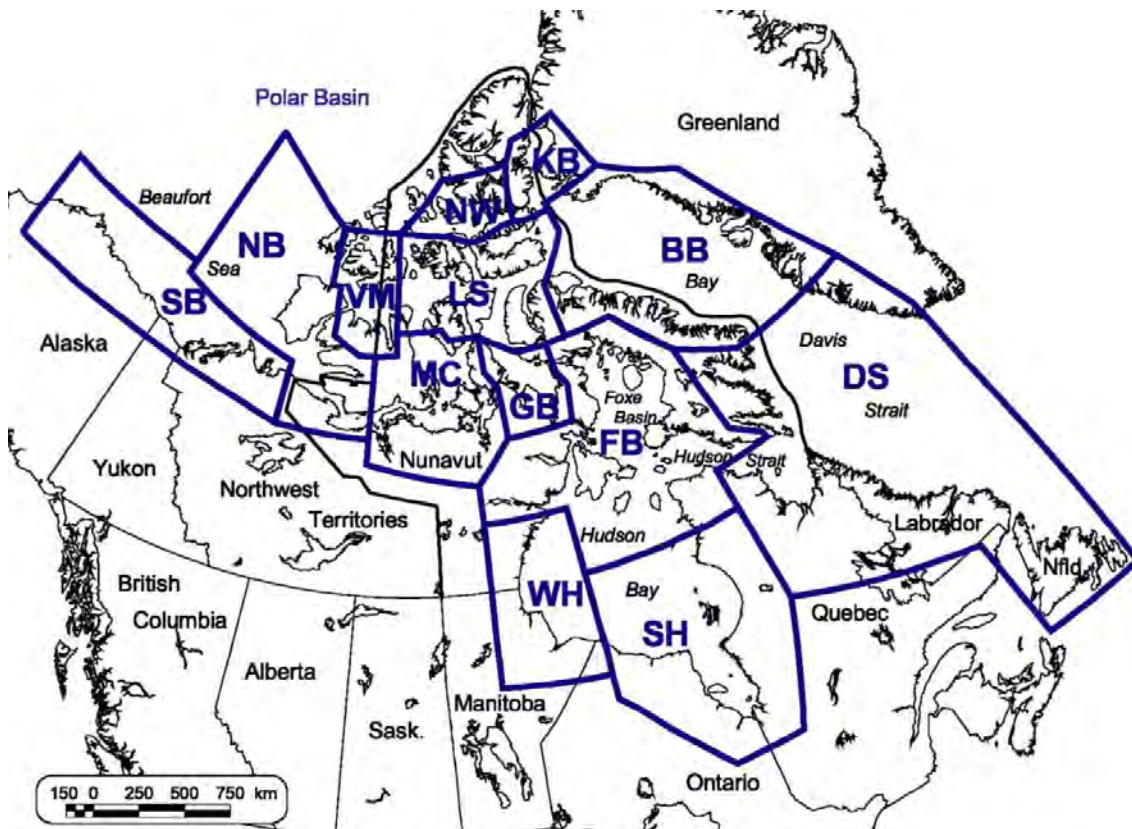 Polar Basin
Greenland
KB
Beaufort
NW
NB
BB
Sea
Bay
VM
LS
SB
Alaska
Davis
MC
DS
GB
Foxe
Basin
Strait
FB
Nunavut
Hudson Strait
Yukon
Northwest
Territories
Labrador
Hudson
Nfld
British
Columbia
WH
Bay
Quebec
SH
Alberta
Manitoba
Sask.
Ontario
150 0 250 500 750 km